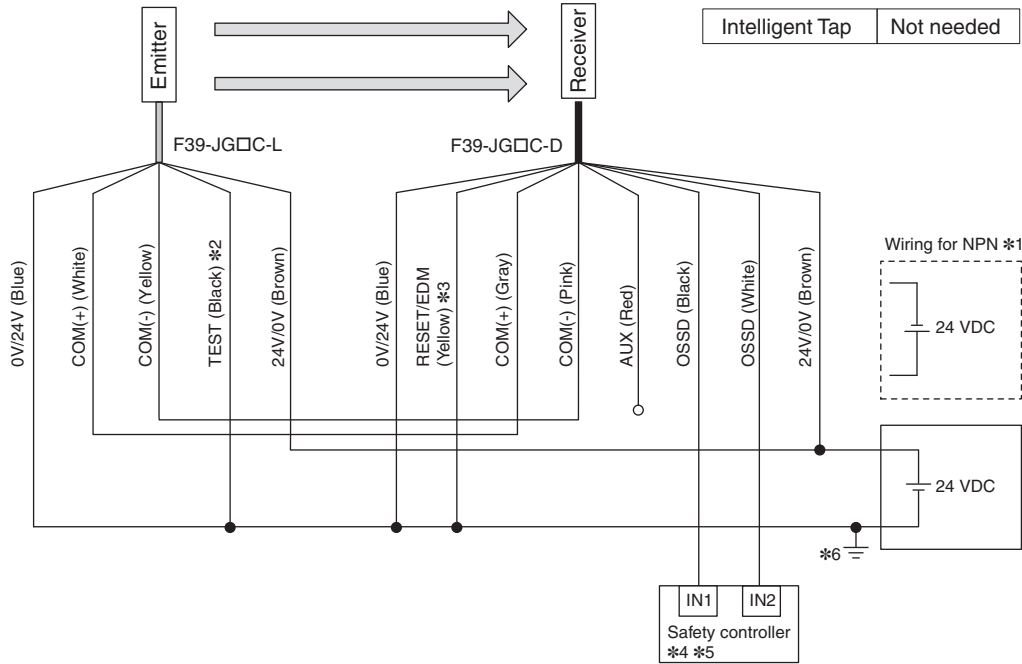 Intelligent Tap
Not needed
Emitter
Receiver
F39-JG□C-L
F39-JG□C-D
0V/24V (Blue)
COM(+) (White)
COM(-) (Yellow)
TEST (Black) ✱2
24V/0V (Brown)
0V/24V (Blue)
RESET/EDM
(Yellow) ✱3
COM(+) (Gray)
COM(-) (Pink)
AUX (Red)
OSSD (Black)
OSSD (White)
24V/0V (Brown)
Wiring for NPN ✱1
24 VDC
24 VDC
✱6
IN1
IN2
Safety controller
✱4 ✱5